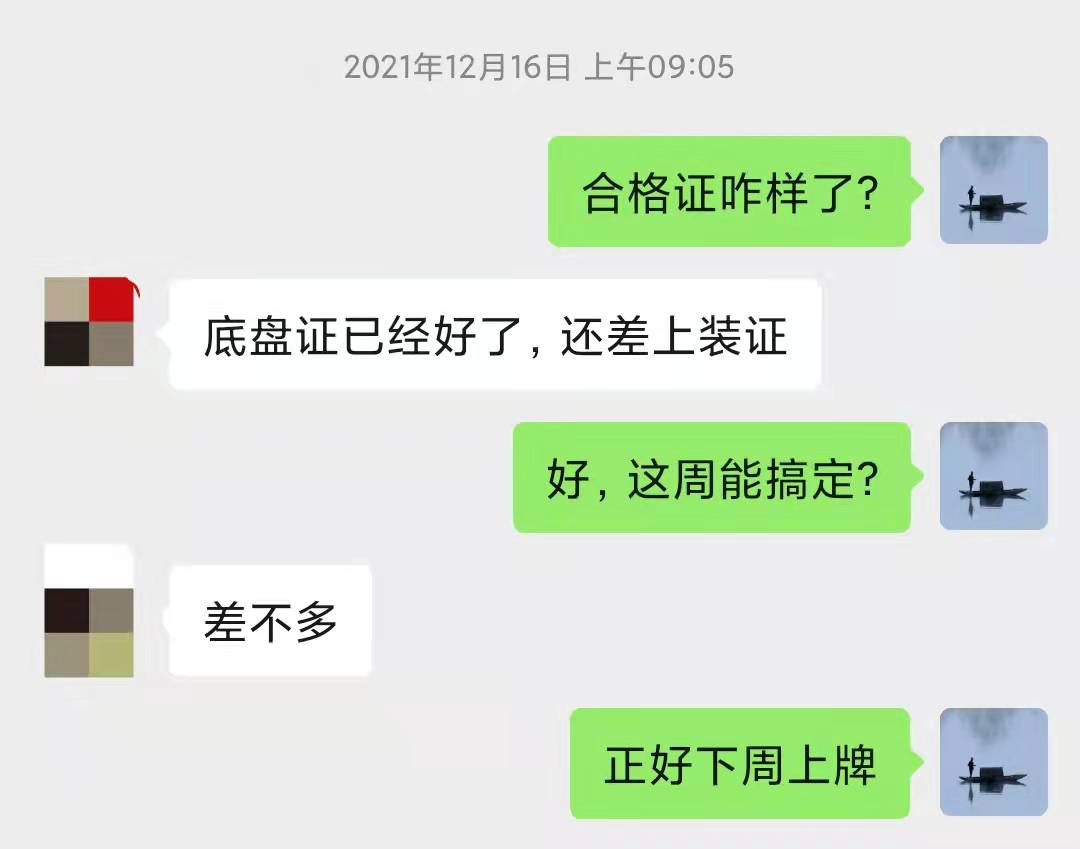 2021年12月16日 上午09:05
合格证咋样了?
底盘证已经好了, 还差上装证
好, 这周能搞定?
差不多
正好下周上牌